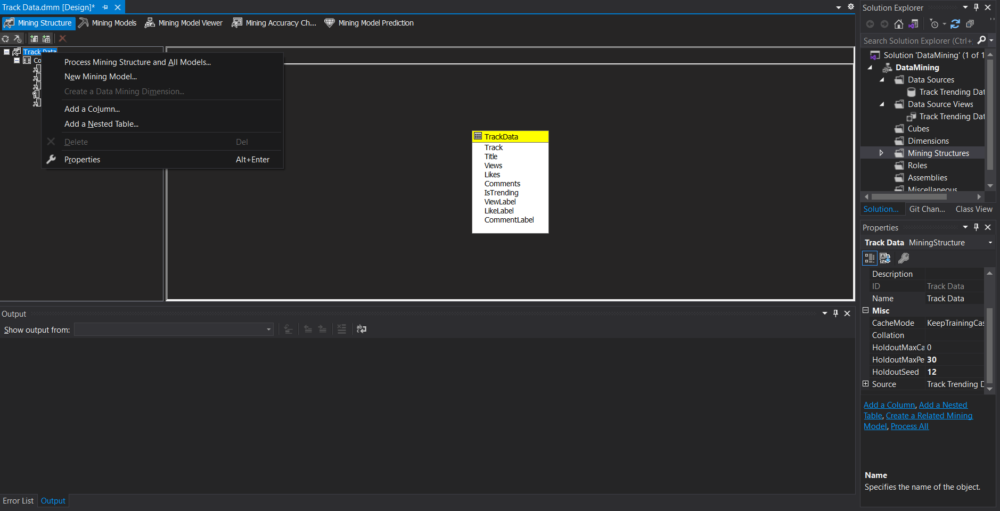 Track Data.dmm [Design]*
Mining Structure
Mining Models
Mining Model Viewer
Mining Accuracy Ch...
Mining Model Prediction
Track Data
Co
Process Mining Structure and All Models...
New Mining Model...
Create a Data Mining Dimension...
Add a Column...
Add a Nested Table...
Delete Del
Properties Alt+Enter
TrackData
Track
Title
Views
Likes
Comments
IsTrending
ViewLabel
LikeLabel
CommentLabel
Output
Show output from:
Error List Output
Solution Explorer
Search Solution Explorer (Ctrl+
Solution 'DataMining' (1 of 1
DataMining
Data Sources
Track Trending Dat
Data Source Views
Track Trending Dat
Cubes
Dimensions
Mining Structures
Roles
Assemblies
Miscellaneous
Solution... Git Chan... Class View
Properties
Track Data MiningStructure
Description
ID Track Data
Name Track Data
Misc
CacheMode KeepTrainingCas
Collation
HoldoutMaxCa 0
HoldoutMaxPe 30
HoldoutSeed 12
Source Track Trending D
Add a Column, Add a Nested
Table, Create a Related Mining
Model, Process All
Name
Specifies the name of the object.